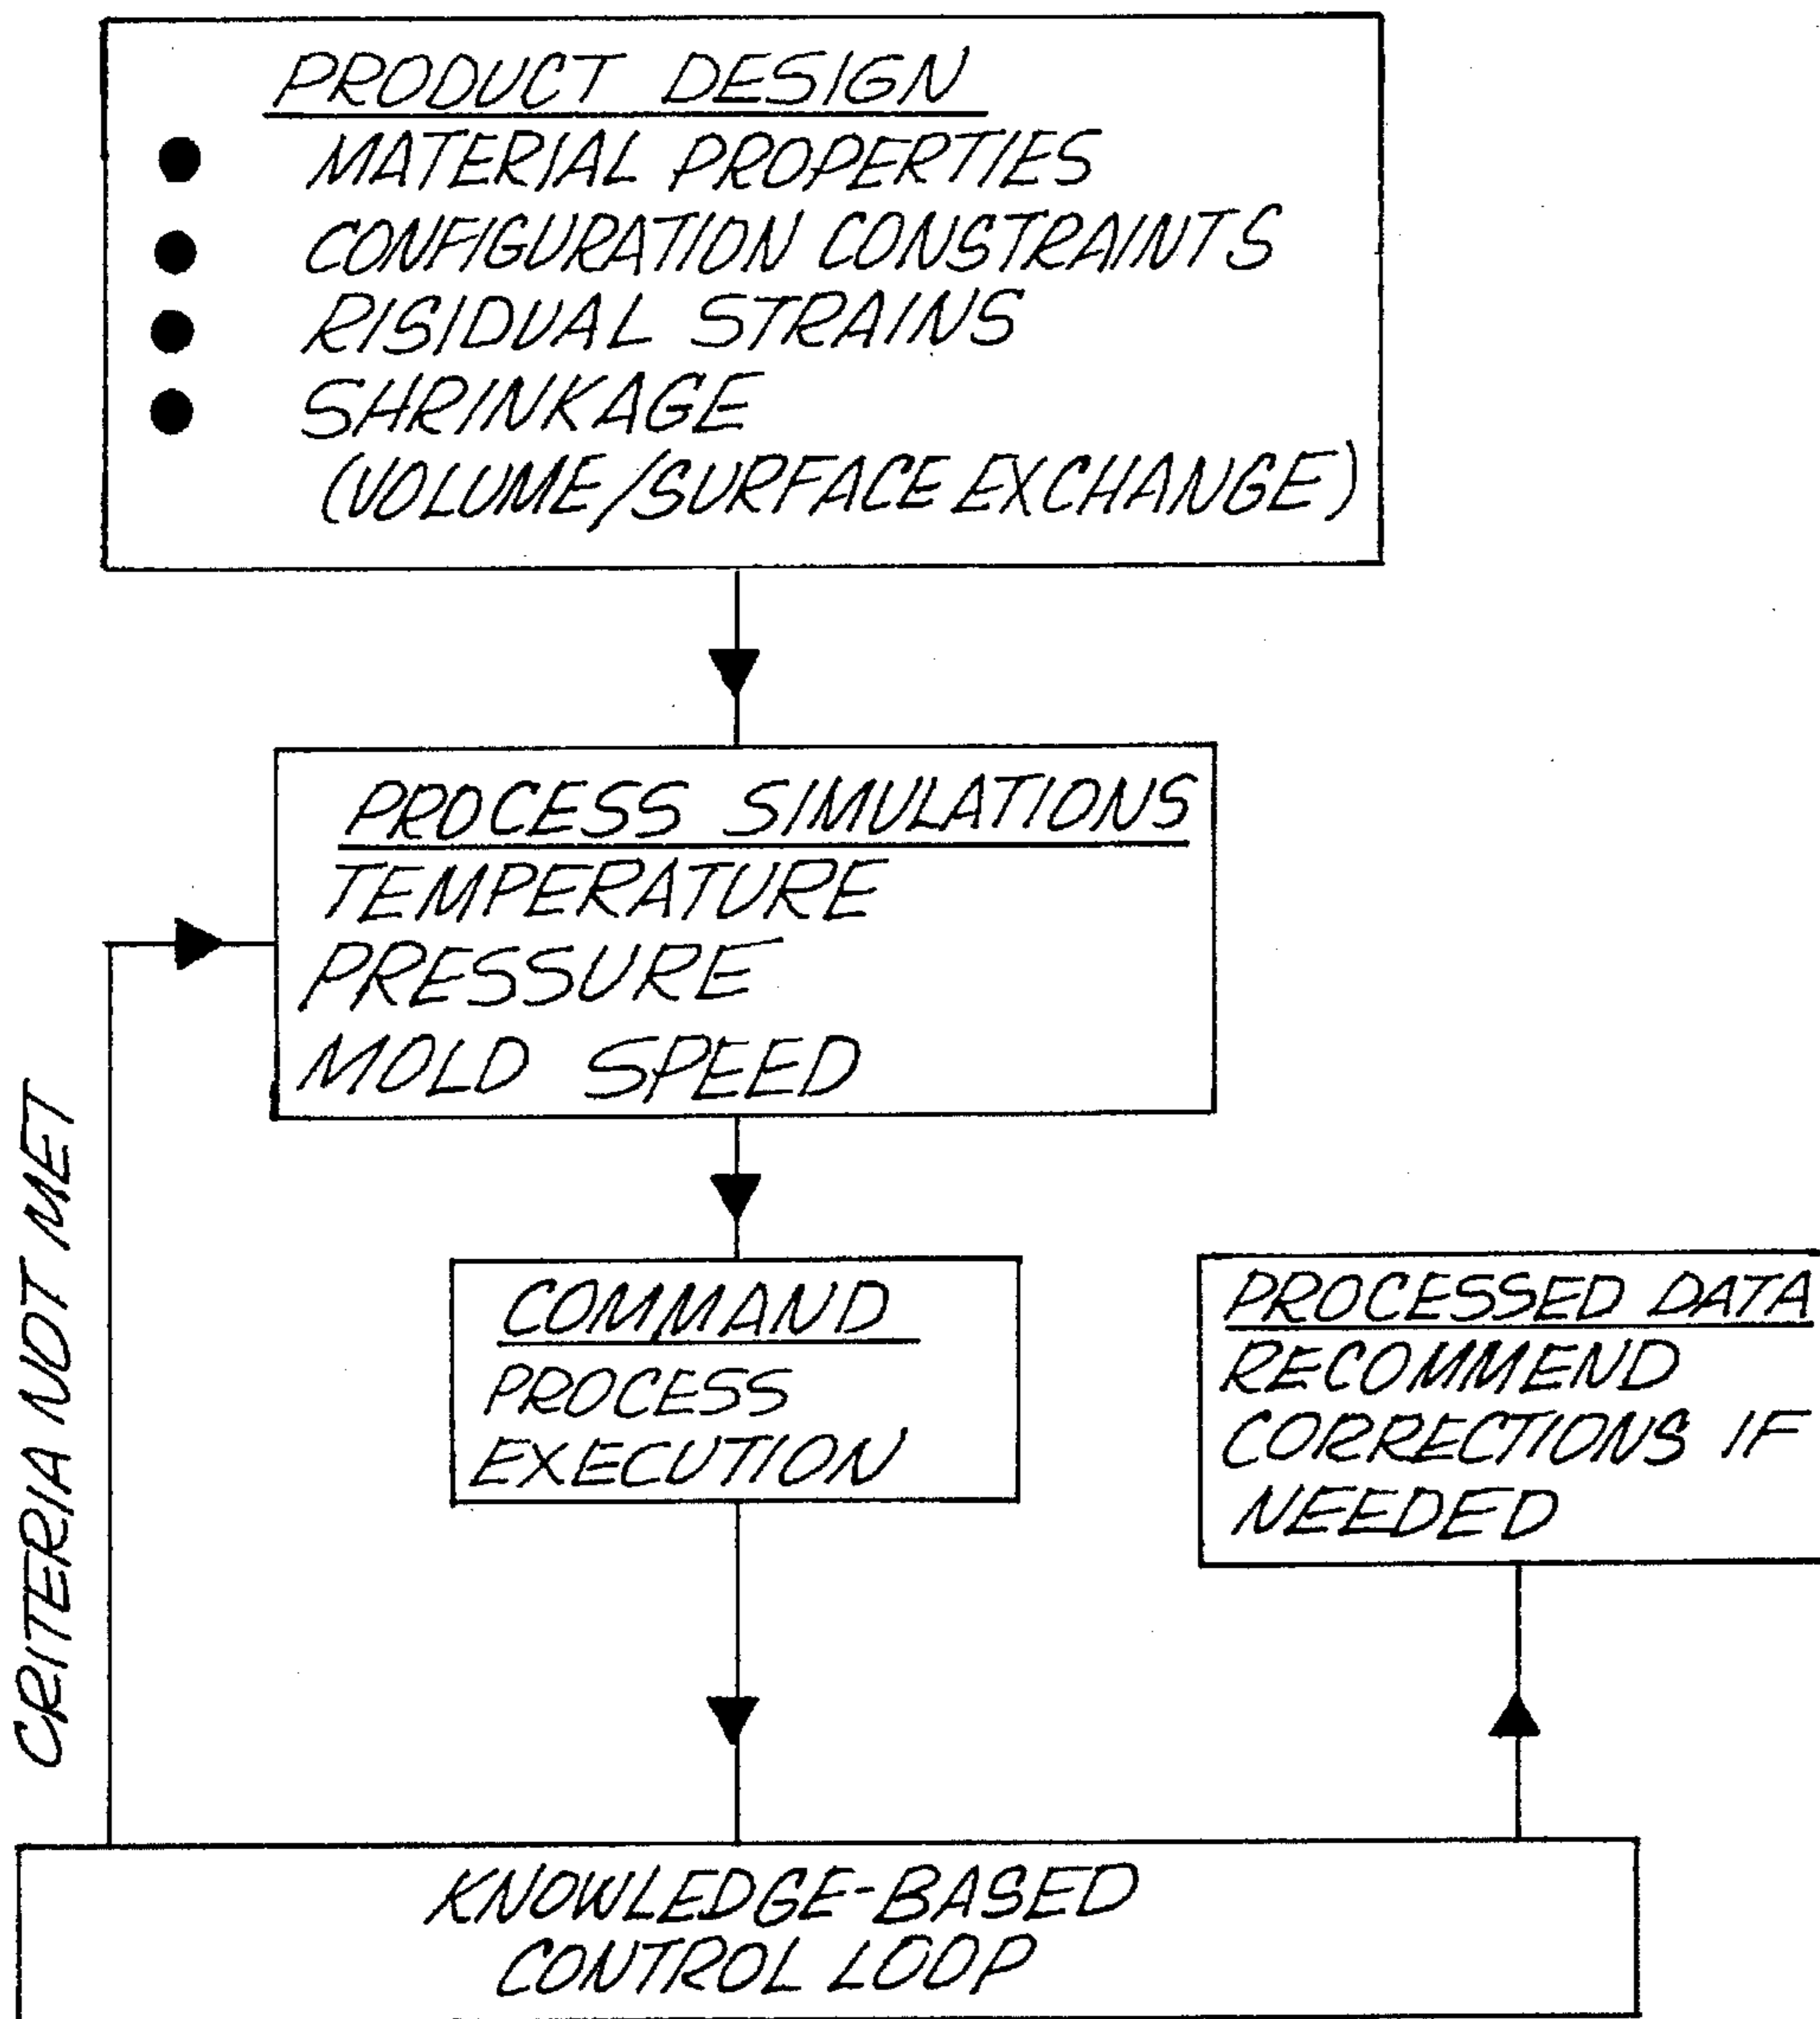 PRODUCT DESIGN
● MATERIAL PROPERTIES
● CONFIGURATION CONSTRAINTS
● RISIDUAL STRAINS
● SHRINKAGE
(VOLUME/SURFACE EXCHANGE)
PROCESS SIMULATIONS
TEMPERATURE
PRESSURE
MOLD SPEED
CRITERIA NOT MET
COMMAND
PROCESS
EXECUTION
PROCESSED DATA
RECOMMEND
CORRECTIONS IF
NEEDED
KNOWLEDGE-BASED
CONTROL LOOP